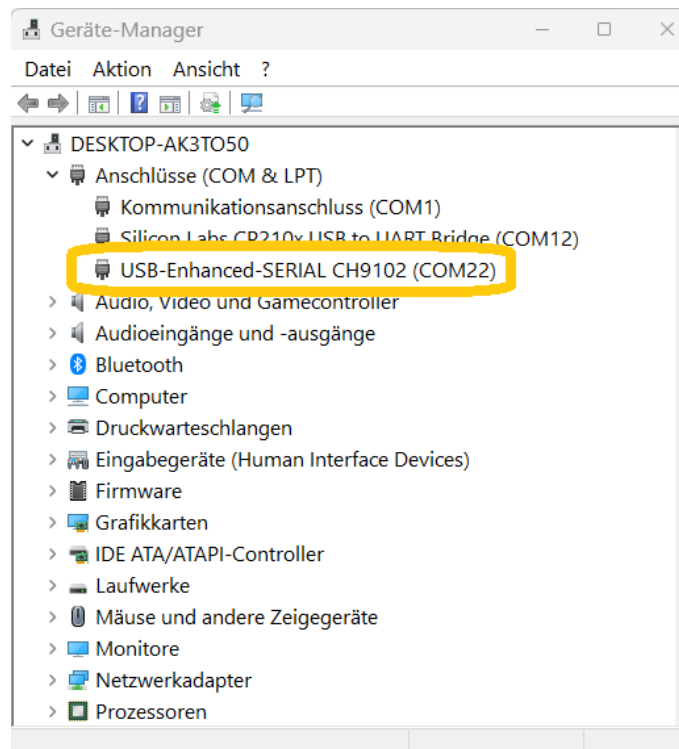 Geräte-Manager
Datei Aktion Ansicht ?
DESKTOP-AK3TO50
Anschlüsse (COM & LPT)
Kommunikationsanschluss (COM1)
Silicon Labs CP210x USB to UART Bridge (COM12)
USB-Enhanced-SERIAL CH9102 (COM22)
Audio, Video und Gamecontroller
Audioeingänge und -ausgänge
Bluetooth
Computer
Druckwarteschlangen
Eingabegeräte (Human Interface Devices)
Firmware
Grafikkarten
IDE ATA/ATAPI-Controller
Laufwerke
Mäuse und andere Zeigegeräte
Monitore
Netzwerkadapter
Prozessoren